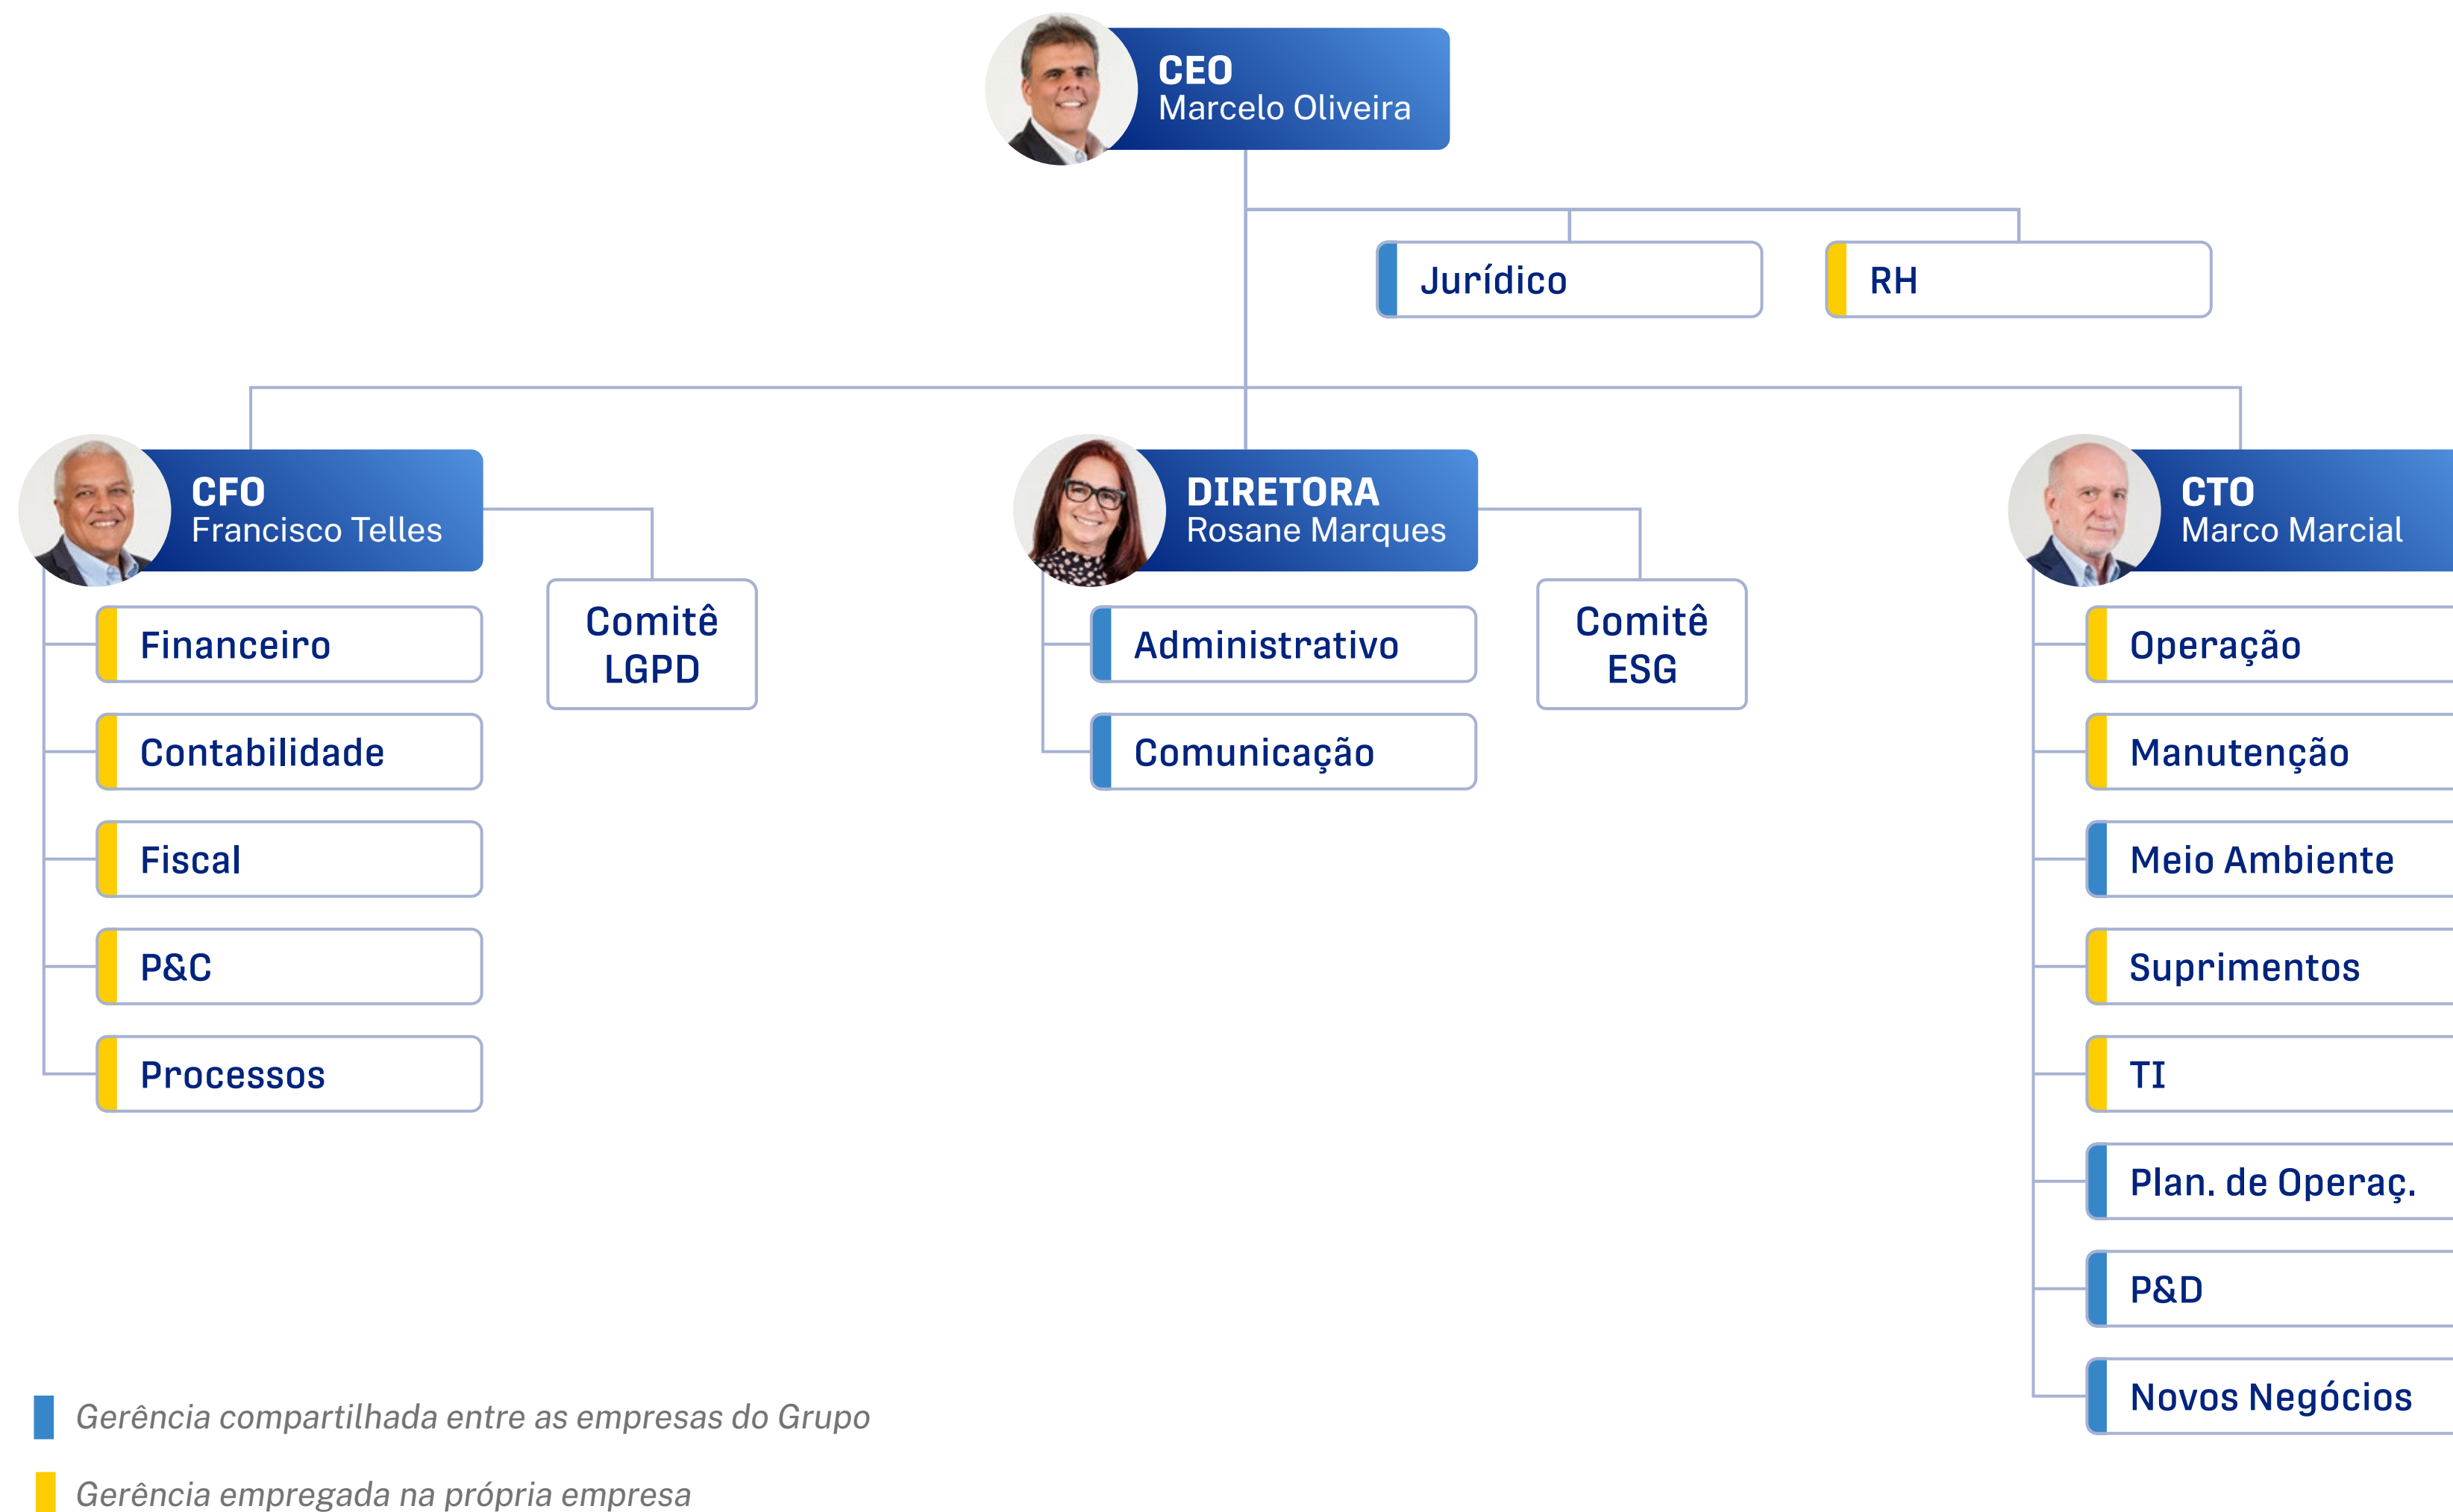 CEO
Marcelo Oliveira
Jurídico
RH
CFO
Francisco Telles
Financeiro
Contabilidade
Fiscal
P&C
Processos
Comitê
LGPD
DIRETORA
Rosane Marques
Administrativo
Comunicação
Comitê
ESG
CTO
Marco Marcial
Operação
Manutenção
Meio Ambiente
Suprimentos
TI
Plan. de Operaç.
P&D
Novos Negócios
Gerência compartilhada entre as empresas do Grupo
Gerência empregada na própria empresa